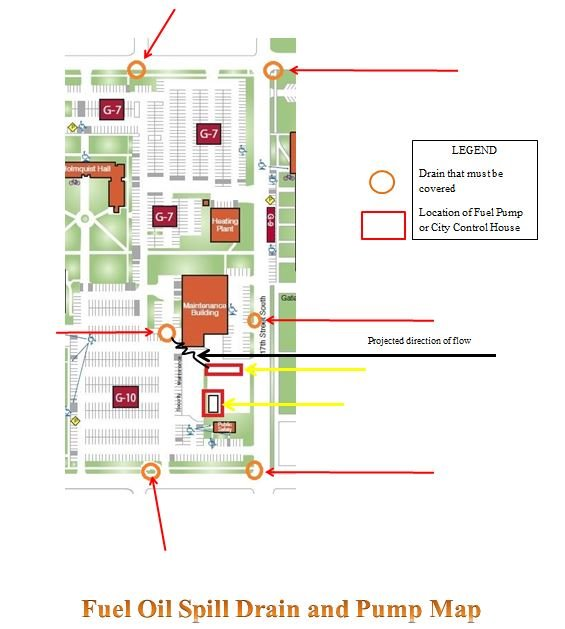 G-7
G-7
LEGEND
Drain that must be
covered
Location of Fuel Pump
or City Control House
olmquist Hall
G-7
Heating
Plant
G-9
Maintenance
Building
Gate
17th Street South
Projected direction of flow
G-10
Public
Safety
Fuel Oil Spill Drain and Pump Map